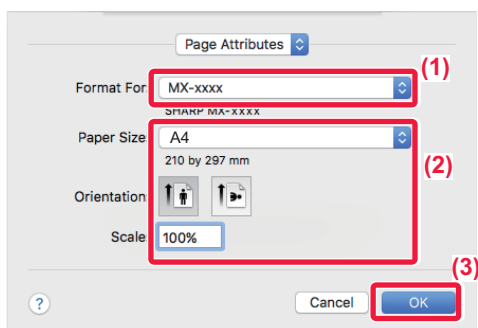 Page Attributes
(1)
Format For: MX-xxxx
SHARP MX-xxxx
Paper Size: A4
210 by 297 mm
(2)
Orientation:
Scale: 100%
(3)
? Cancel OK